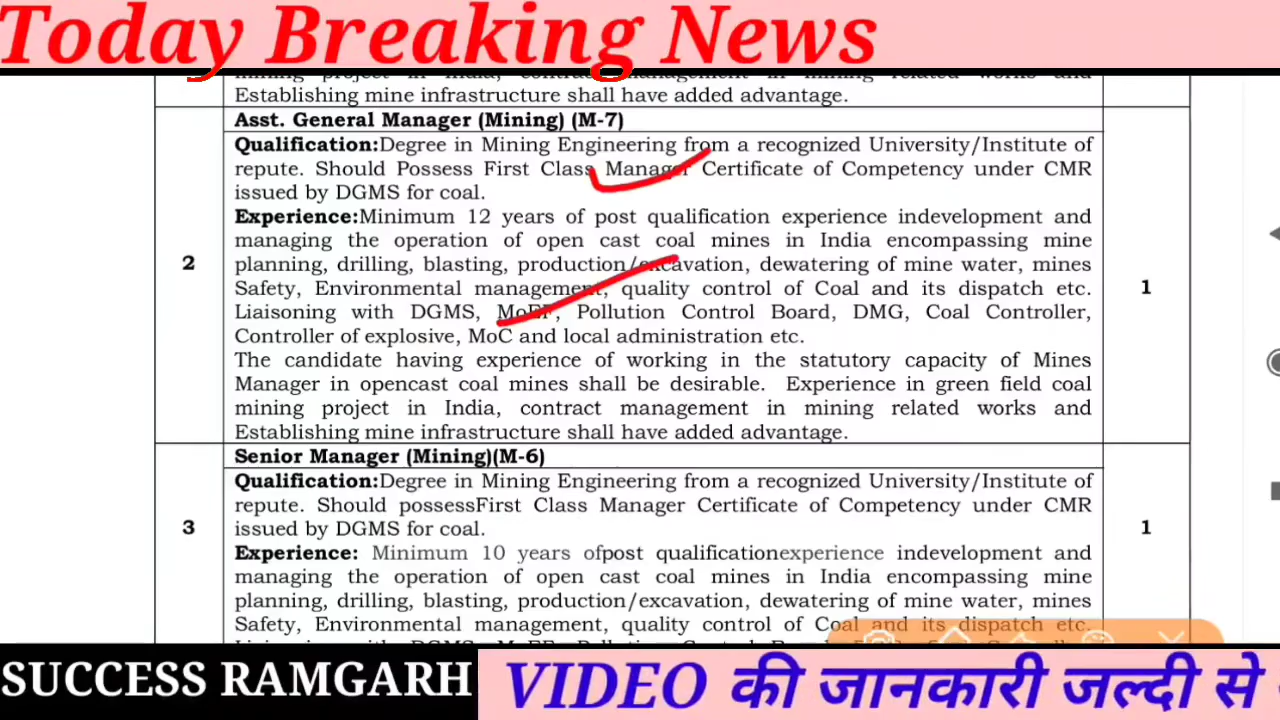 Today Breaking News
mining project in India, contract management in mining related works and
Establishing mine infrastructure shall have added advantage.
Asst. General Manager (Mining) (M-7)
Qualification:Degree in Mining Engineering from a recognized University/Institute of
repute. Should Possess First Class Manager Certificate of Competency under CMR
issued by DGMS for coal.
Experience:Minimum 12 years of post qualification experience indevelopment and
managing the operation of open cast coal mines in India encompassing mine
2
planning, drilling, blasting, production/excavation, dewatering of mine water, mines
Safety, Environmental management, quality control of Coal and its dispatch etc.
1
Liaisoning with DGMS, MoEF, Pollution Control Board, DMG, Coal Controller,
Controller of explosive, MoC and local administration etc.
The candidate having experience of working in the statutory capacity of Mines
Manager in opencast coal mines shall be desirable. Experience in green field coal
mining project in India, contract management in mining related works and
Establishing mine infrastructure shall have added advantage.
Senior Manager (Mining)(M-6)
Qualification:Degree in Mining Engineering from a recognized University/Institute of
repute. Should possessFirst Class Manager Certificate of Competency under CMR
3
issued by DGMS for coal.
1
Experience: Minimum 10 years ofpost qualificationexperience indevelopment and
managing the operation of open cast coal mines in India encompassing mine
planning, drilling, blasting, production/excavation, dewatering of mine water, mines
Safety, Environmental management, quality control of Coal and its dispatch etc.
SUCCESS RAMGARH
VIDEO की जानकारी जल्दी से